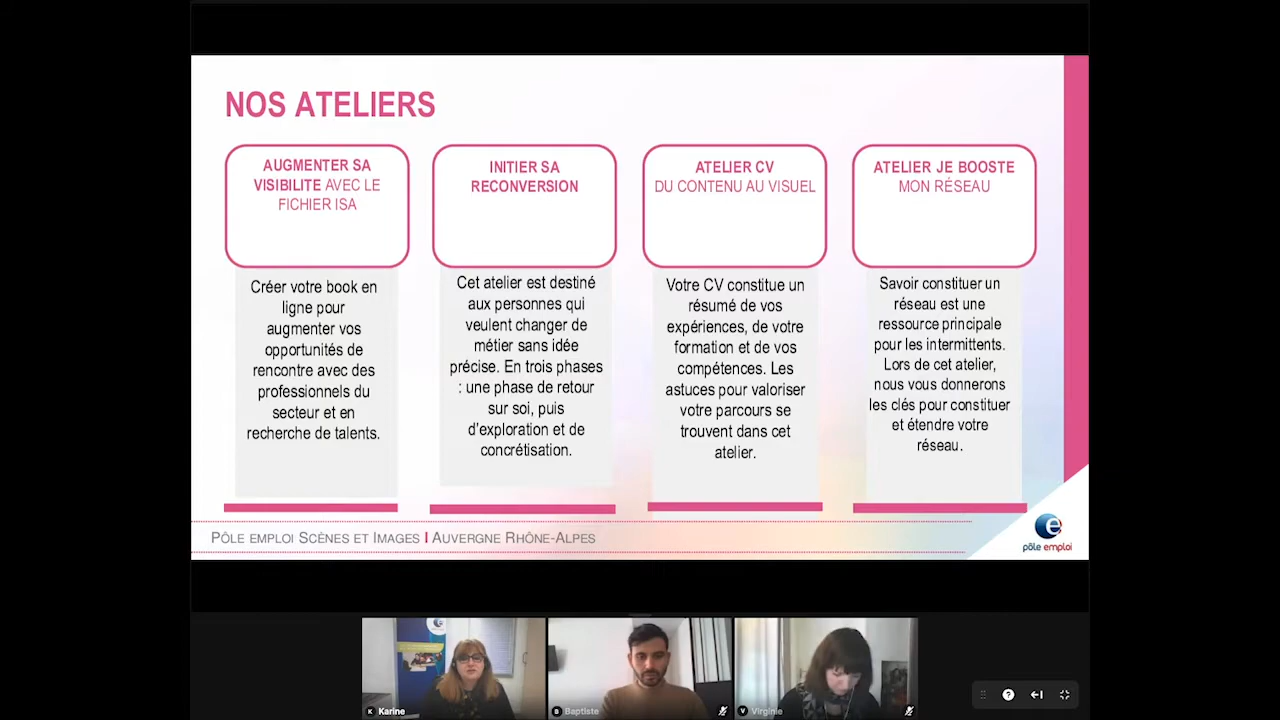 NOS ATELIERS
AUGMENTER SA
VISIBILITE AVEC LE
FICHIER ISA
Créer votre book en
ligne pour
augmenter vos
opportunités de
rencontre avec des
professionnels du
secteur et en
recherche de talents.
INITIER SA
RECONVERSION
Cet atelier est destiné
aux personnes qui
veulent changer de
métier sans idée
précise. En trois phases
: une phase de retour
sur soi, puis
d'exploration et de
concrétisation.
ATELIER CV
DU CONTENU AU VISUEL
Votre CV constitue un
résumé de vos
expériences, de votre
formation et de vos
compétences. Les
astuces pour valoriser
votre parcours se
trouvent dans cet
atelier.
ATELIER JE BOOSTE
MON RÉSEAU
Savoir constituer un
réseau est une
ressource principale
pour les intermittents.
Lors de cet atelier,
nous vous donnerons
les clés pour constituer
et étendre votre
réseau.
PÔLE EMPLOI SCÈNES ET IMAGES I AUVERGNE RHÔNE-ALPES
pôle emploi
K Karine
B Baptiste
V Virginie